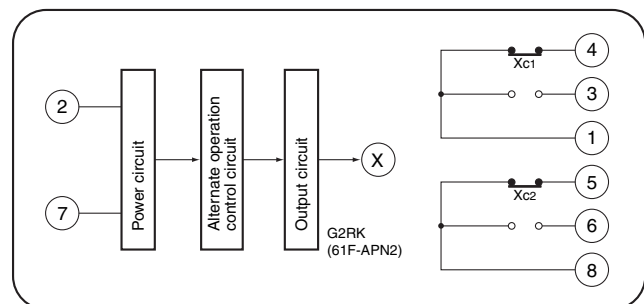 2
7
Power circuit
Alternate operation
control circuit
Output circuit
X
G2RK
(61F-APN2)
Xc1
4
3
1
Xc2
5
6
8